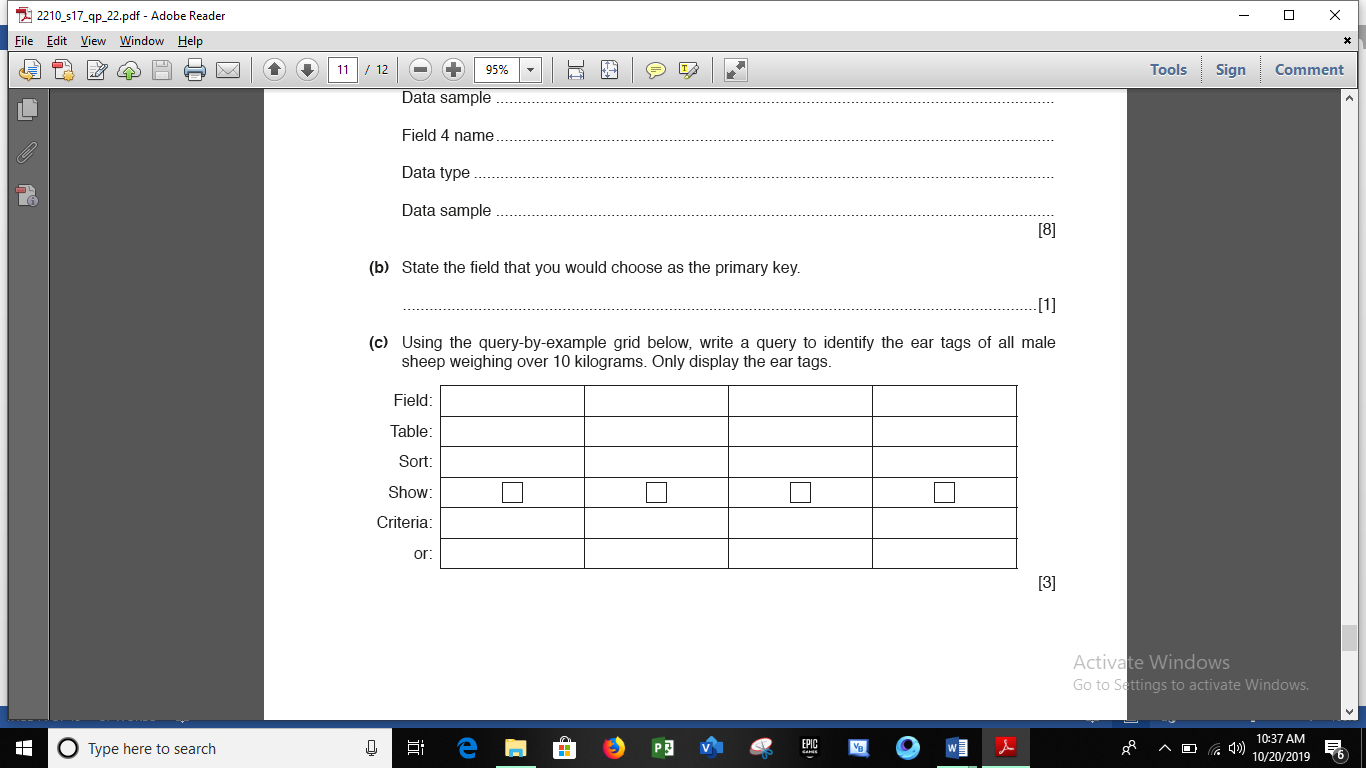 2210_s17_qp_22.pdf - Adobe Reader
File Edit View Window Help
11 / 12 95% Tools Sign Comment
Data sample ....................................................................................................
Field 4 name ....................................................................................................
Data type ....................................................................................................
Data sample ....................................................................................................
[8]
(b) State the field that you would choose as the primary key.
....................................................................................................[1]
(c) Using the query-by-example grid below, write a query to identify the ear tags of all male
sheep weighing over 10 kilograms. Only display the ear tags.
Field:
Table:
Sort:
Show:
Criteria:
or:
[3]
Activate Windows
Go to Settings to activate Windows.
Type here to search
EPIC
GAMES
10:37 AM
10/20/2019
6